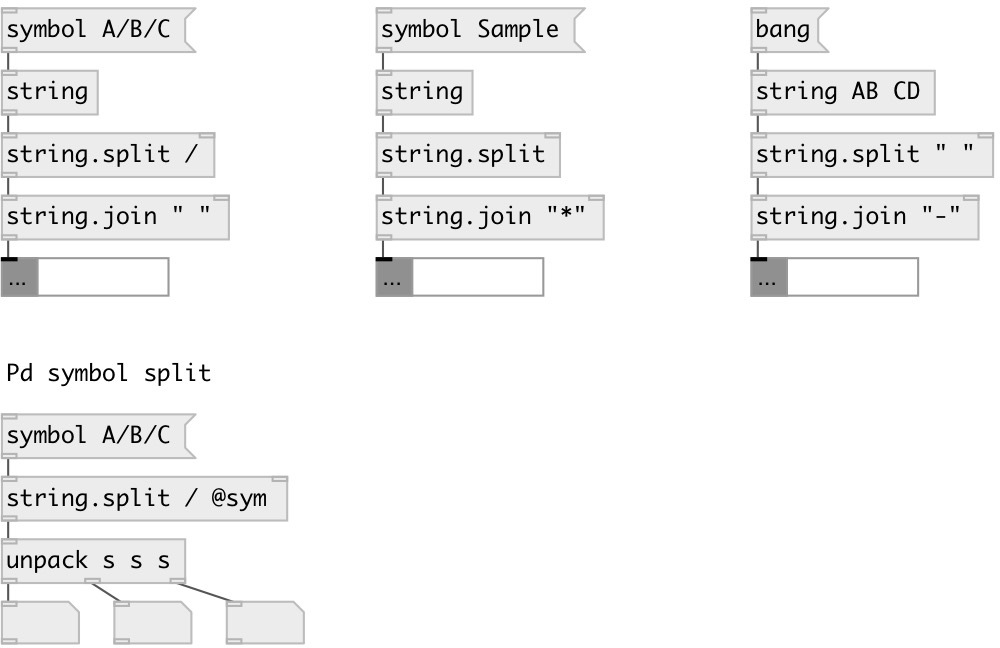 symbol A/B/C
string
string.split /
string.join " "
...
symbol Sample
string
string.split
string.join "*"
...
bang
string AB CD
string.split " "
string.join "-"
...
Pd symbol split
symbol A/B/C
string.split / @sym
unpack s s s